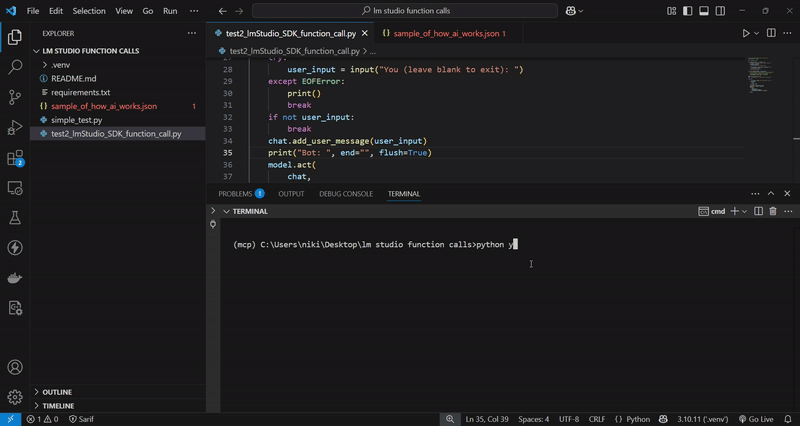 File Edit Selection View Go Run ···
lm studio function calls
EXPLORER
LM STUDIO FUNCTION CALLS
.venv
README.md
requirements.txt
sample_of_how_ai_works.json 1
simple_test.py
test2_lmStudio_SDK_function_call.py
OUTLINE
TIMELINE
2
test2_lmStudio_SDK_function_call.py
sample_of_how_ai_works.json 1
test2_lmStudio_SDK_function_call.py > ...
27 try:
28 user_input = input("You (leave blank to exit): ")
29 except EOFError:
30 print()
31 break
32 if not user_input:
33 break
34 chat.add_user_message(user_input)
35 print("Bot: ", end="", flush=True)
36 model.act(
37 chat,
PROBLEMS 1 OUTPUT DEBUG CONSOLE TERMINAL
TERMINAL
cmd
(mcp) C:\Users\niki\Desktop\lm studio function calls>python y
1 0 Sarif
Ln 35, Col 39 Spaces: 4 UTF-8 CRLF {} Python 3.10.11 ('.venv') Go Live